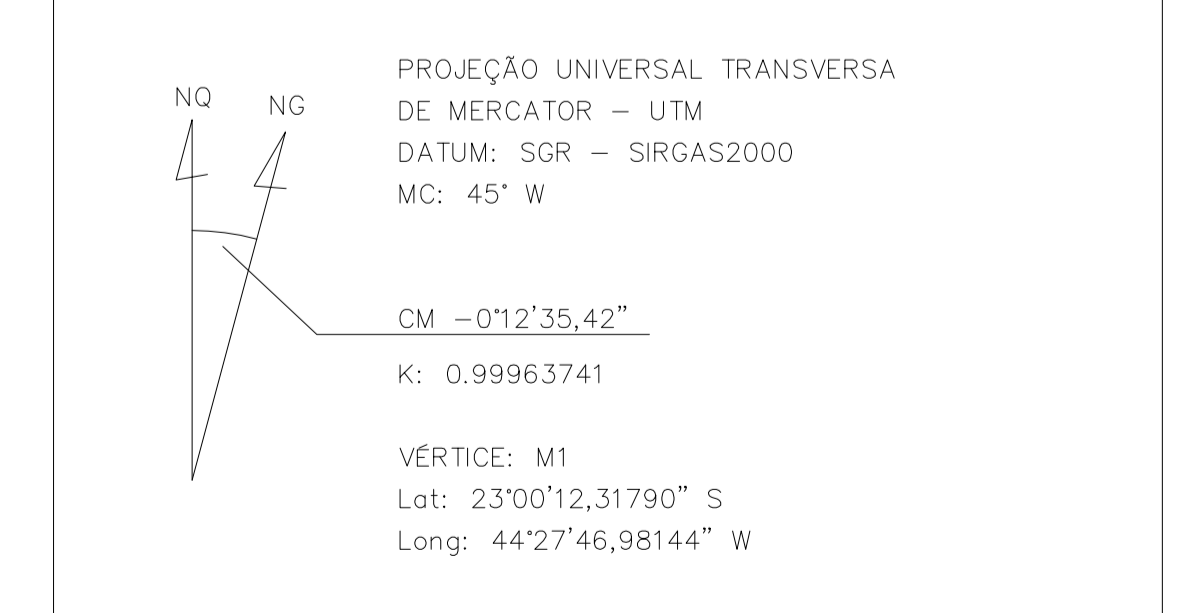 NQ
NG
PROJEÇÃO UNIVERSAL TRANSVERSA
DE MERCATOR – UTM
DATUM: SGR – SIRGAS2000
MC: 45° W
CM –0°12'35,42"
K: 0.99963741
VÉRTICE: M1
Lat: 23°00'12,31790" S
Long: 44°27'46,98144" W